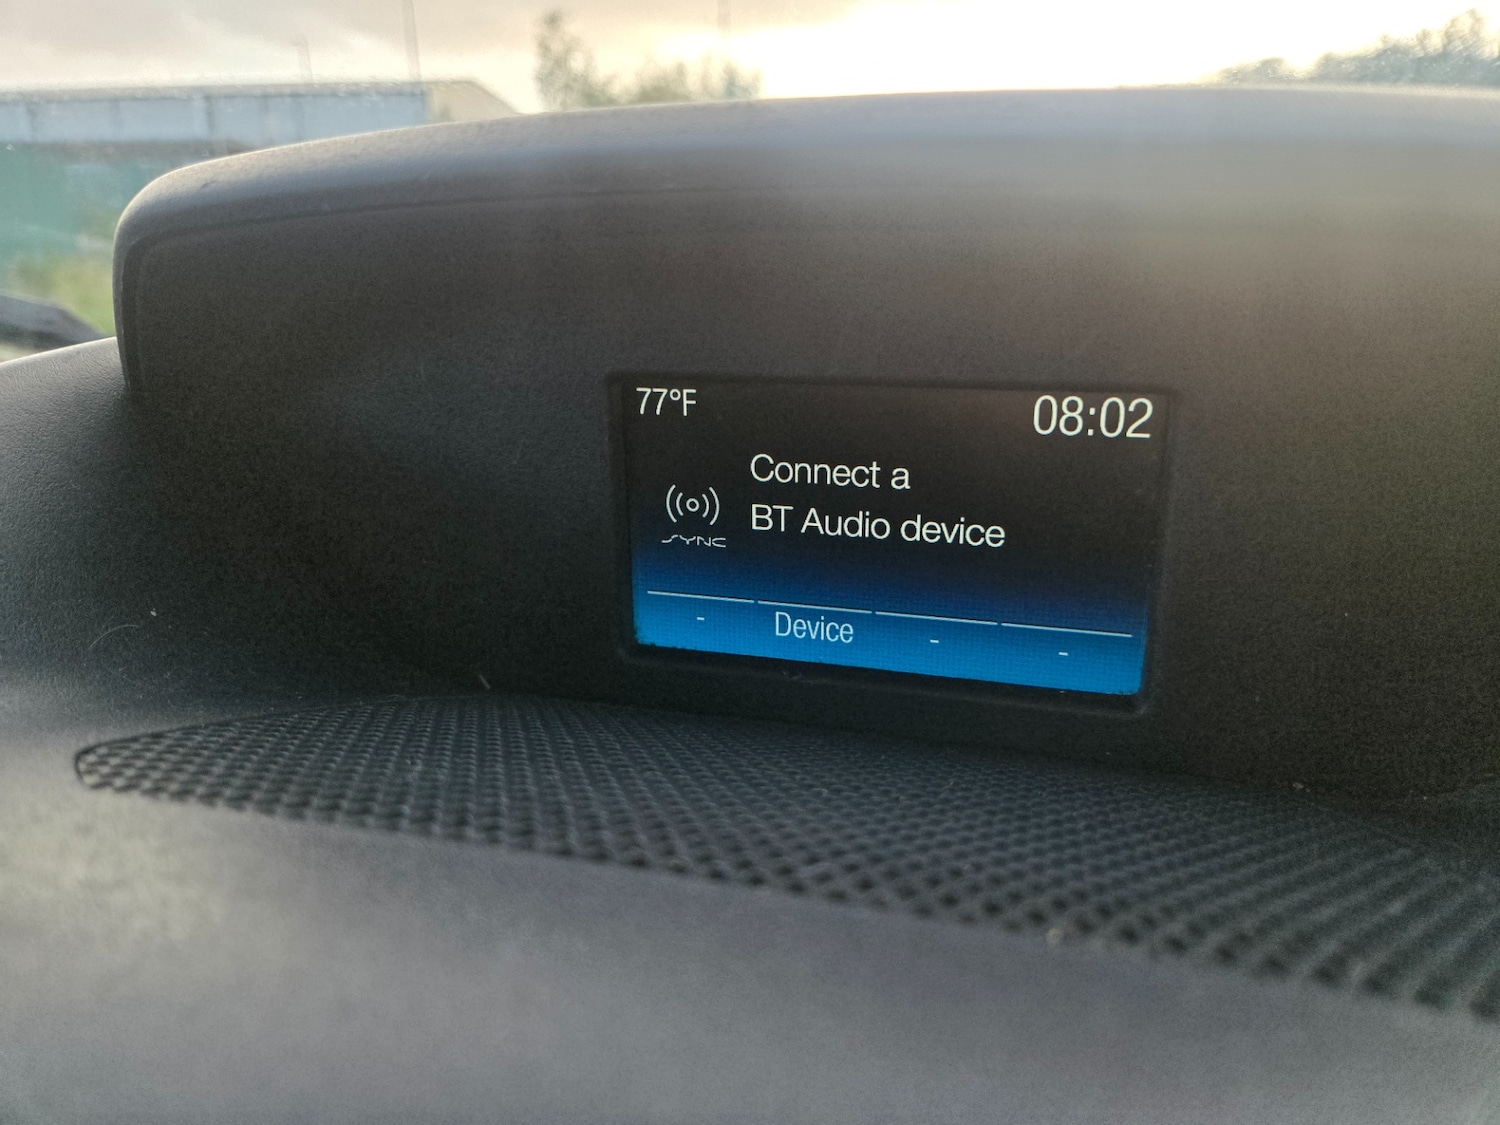 77°F
08:02
Connect a
BT Audio device
SYNC
- Device - -